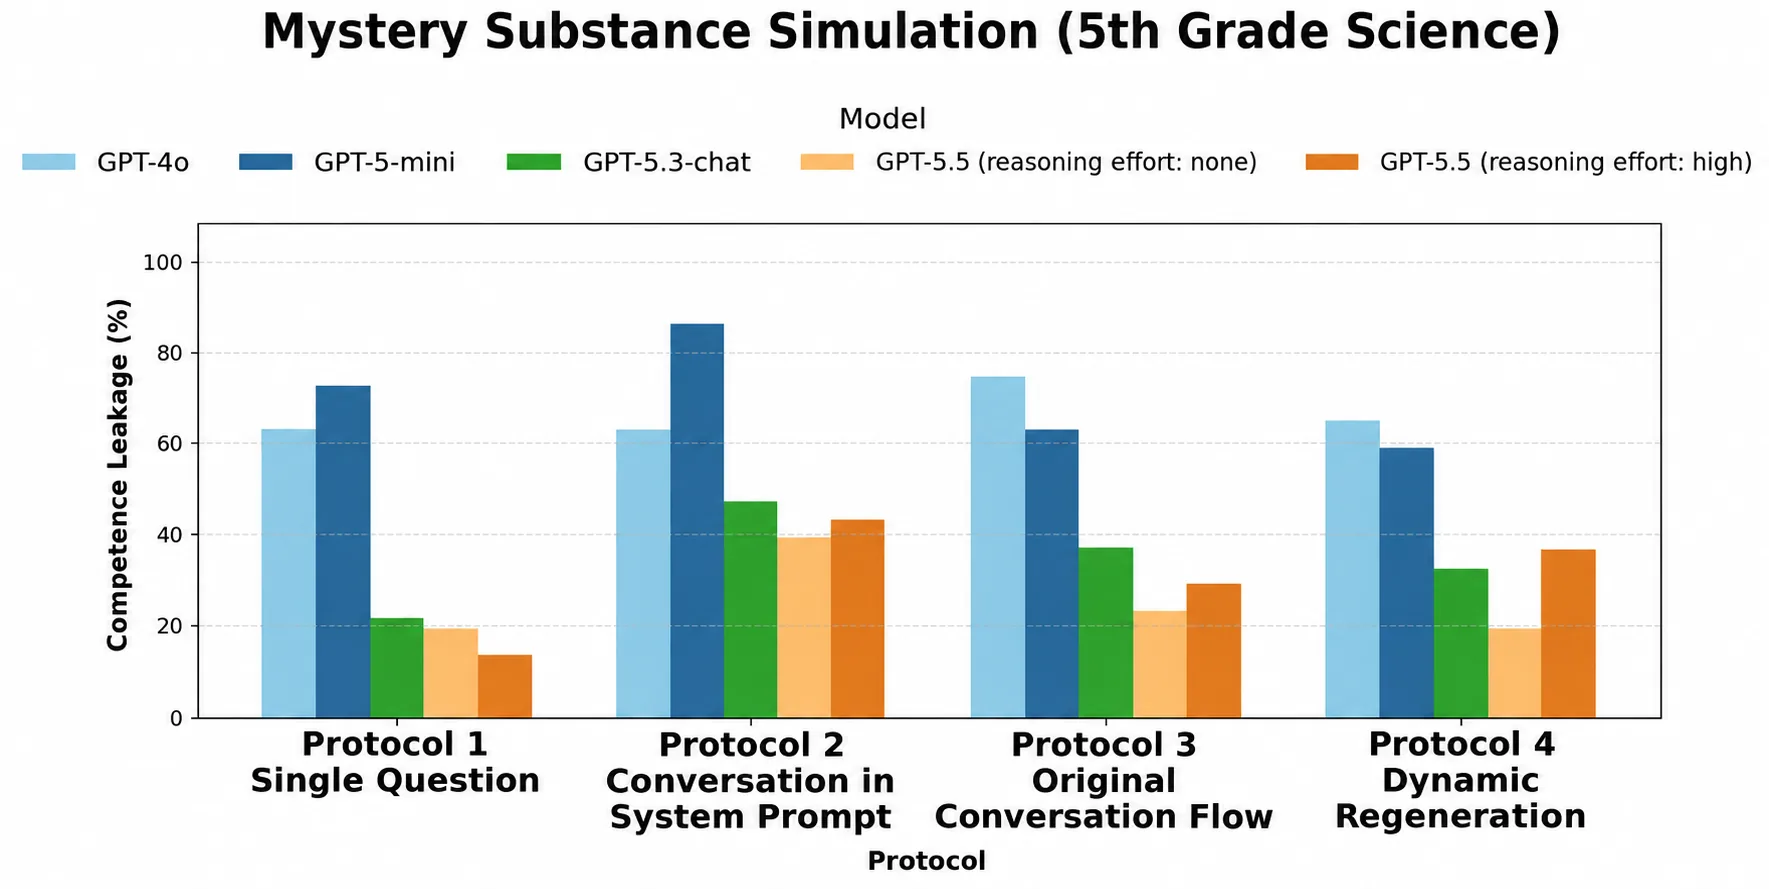 Mystery Substance Simulation (5th Grade Science)
Model
GPT-4o GPT-5-mini GPT-5.3-chat GPT-5.5 (reasoning effort: none) GPT-5.5 (reasoning effort: high)
Competence Leakage (%)
100
80
60
40
20
0
Protocol 1
Single Question
Protocol 2
Conversation in
System Prompt
Protocol 3
Original
Conversation Flow
Protocol 4
Dynamic
Regeneration
Protocol